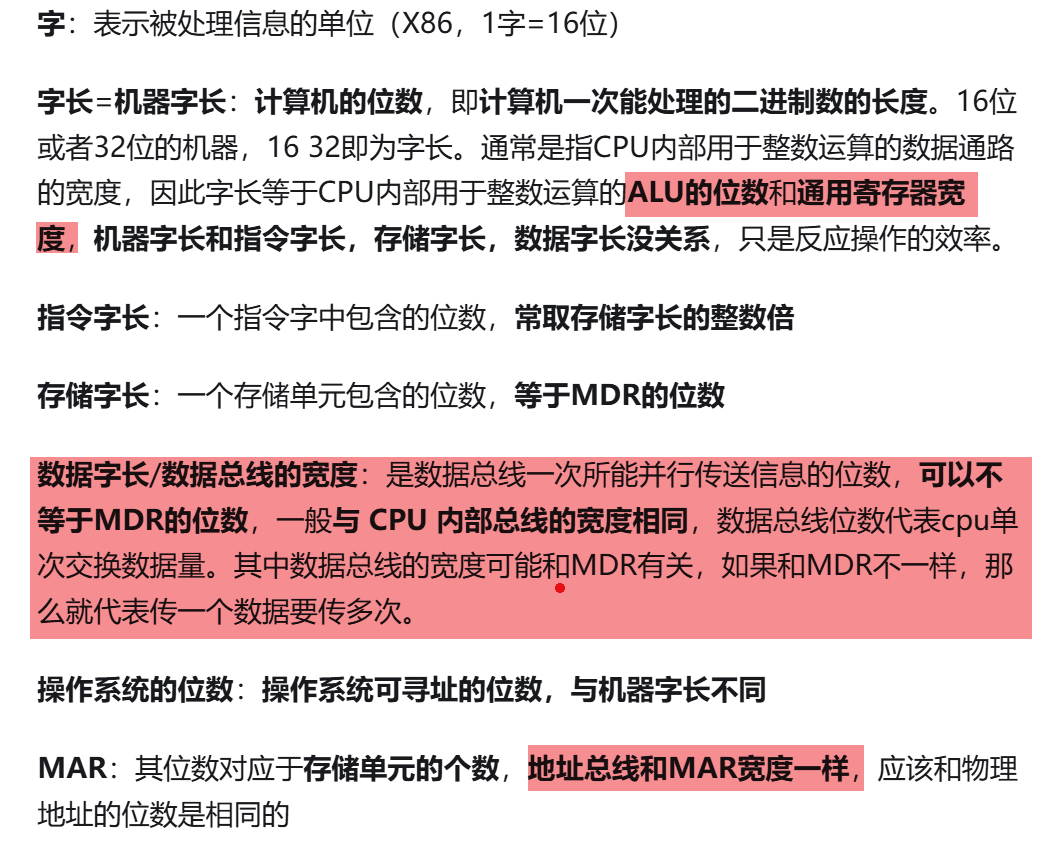 字：表示被处理信息的单位（X86，1字=16位）
字长=机器字长：计算机的位数，即计算机一次能处理的二进制数的长度。16位
或者32位的机器，16 32即为字长。通常是指CPU内部用于整数运算的数据通路
的宽度，因此字长等于CPU内部用于整数运算的ALU的位数和通用寄存器宽
度，机器字长和指令字长，存储字长，数据字长没关系，只是反应操作的效率。
指令字长：一个指令字中包含的位数，常取存储字长的整数倍
存储字长：一个存储单元包含的位数，等于MDR的位数
数据字长/数据总线的宽度：是数据总线一次所能并行传送信息的位数，可以不
等于MDR的位数，一般与 CPU 内部总线的宽度相同，数据总线位数代表cpu单
次交换数据量。其中数据总线的宽度可能和MDR有关，如果和MDR不一样，那
么就代表传一个数据要传多次。
操作系统的位数：操作系统可寻址的位数，与机器字长不同
MAR：其位数对应于存储单元的个数，地址总线和MAR宽度一样，应该和物理
地址的位数是相同的